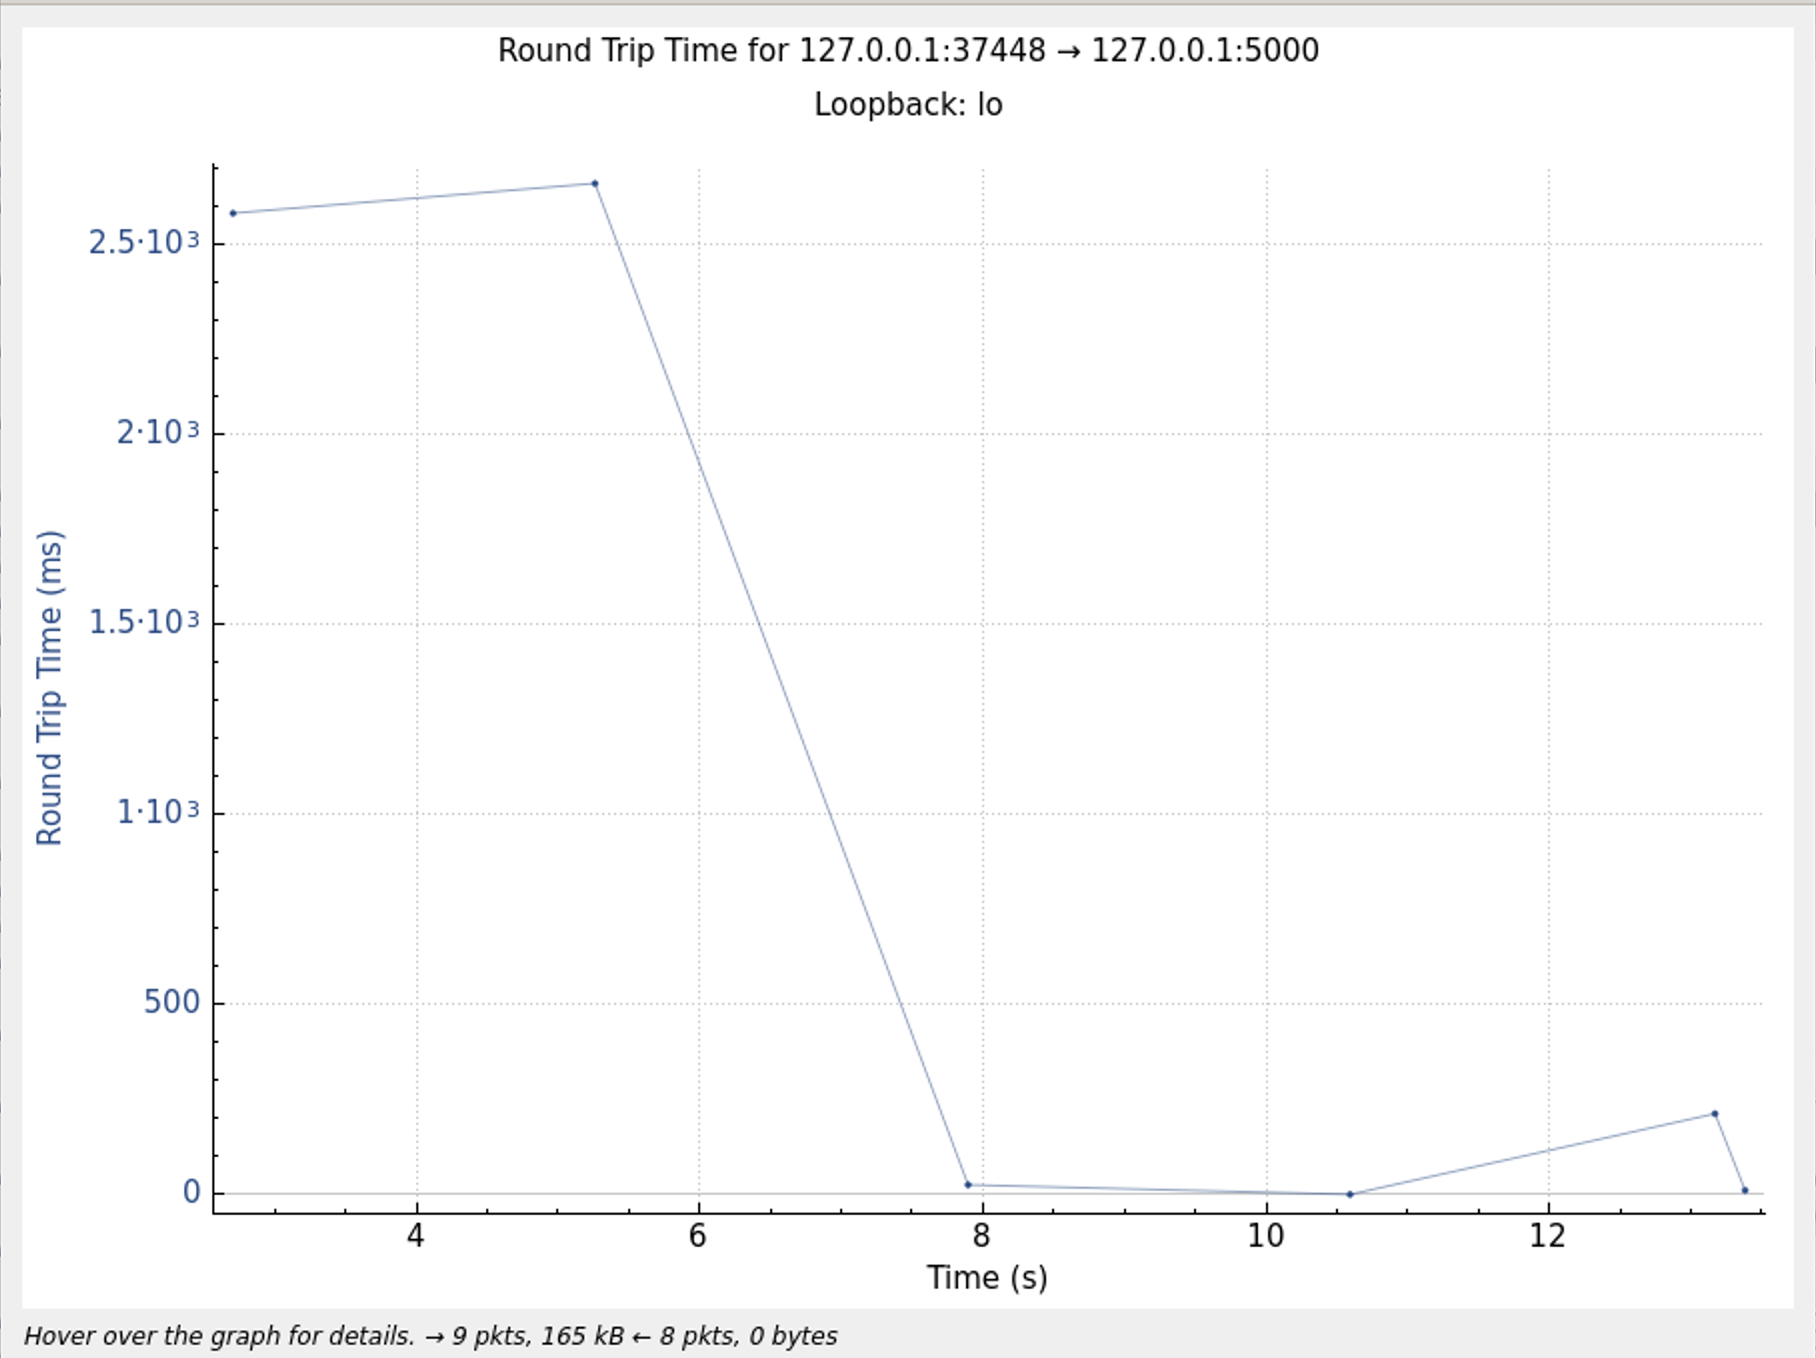 Round Trip Time for 127.0.0.1:37448 → 127.0.0.1:5000
Loopback: lo
Round Trip Time (ms)
2.5·10³
2·10³
1.5·10³
1·10³
500
0
4 6 8 10 12
Time (s)
Hover over the graph for details. → 9 pkts, 165 kB ← 8 pkts, 0 bytes